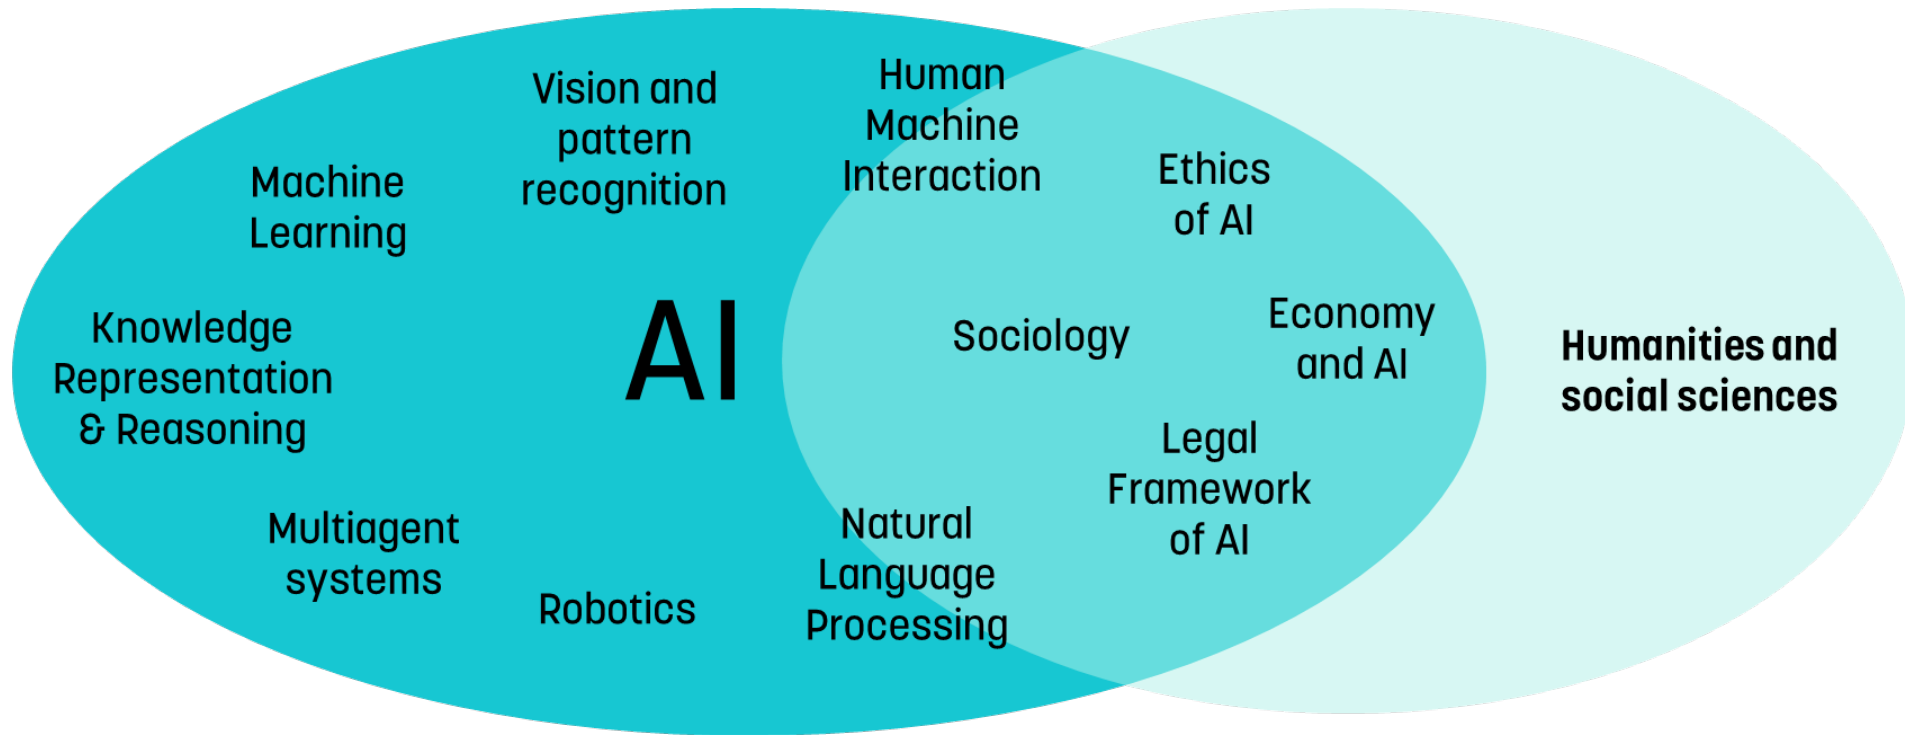 Vision and
pattern
recognition
Human
Machine
Interaction
Machine
Learning
Ethics
of AI
Knowledge
Representation
& Reasoning
AI
Sociology
Economy
and AI
Humanities and
social sciences
Legal
Framework
of AI
Multiagent
systems
Robotics
Natural
Language
Processing